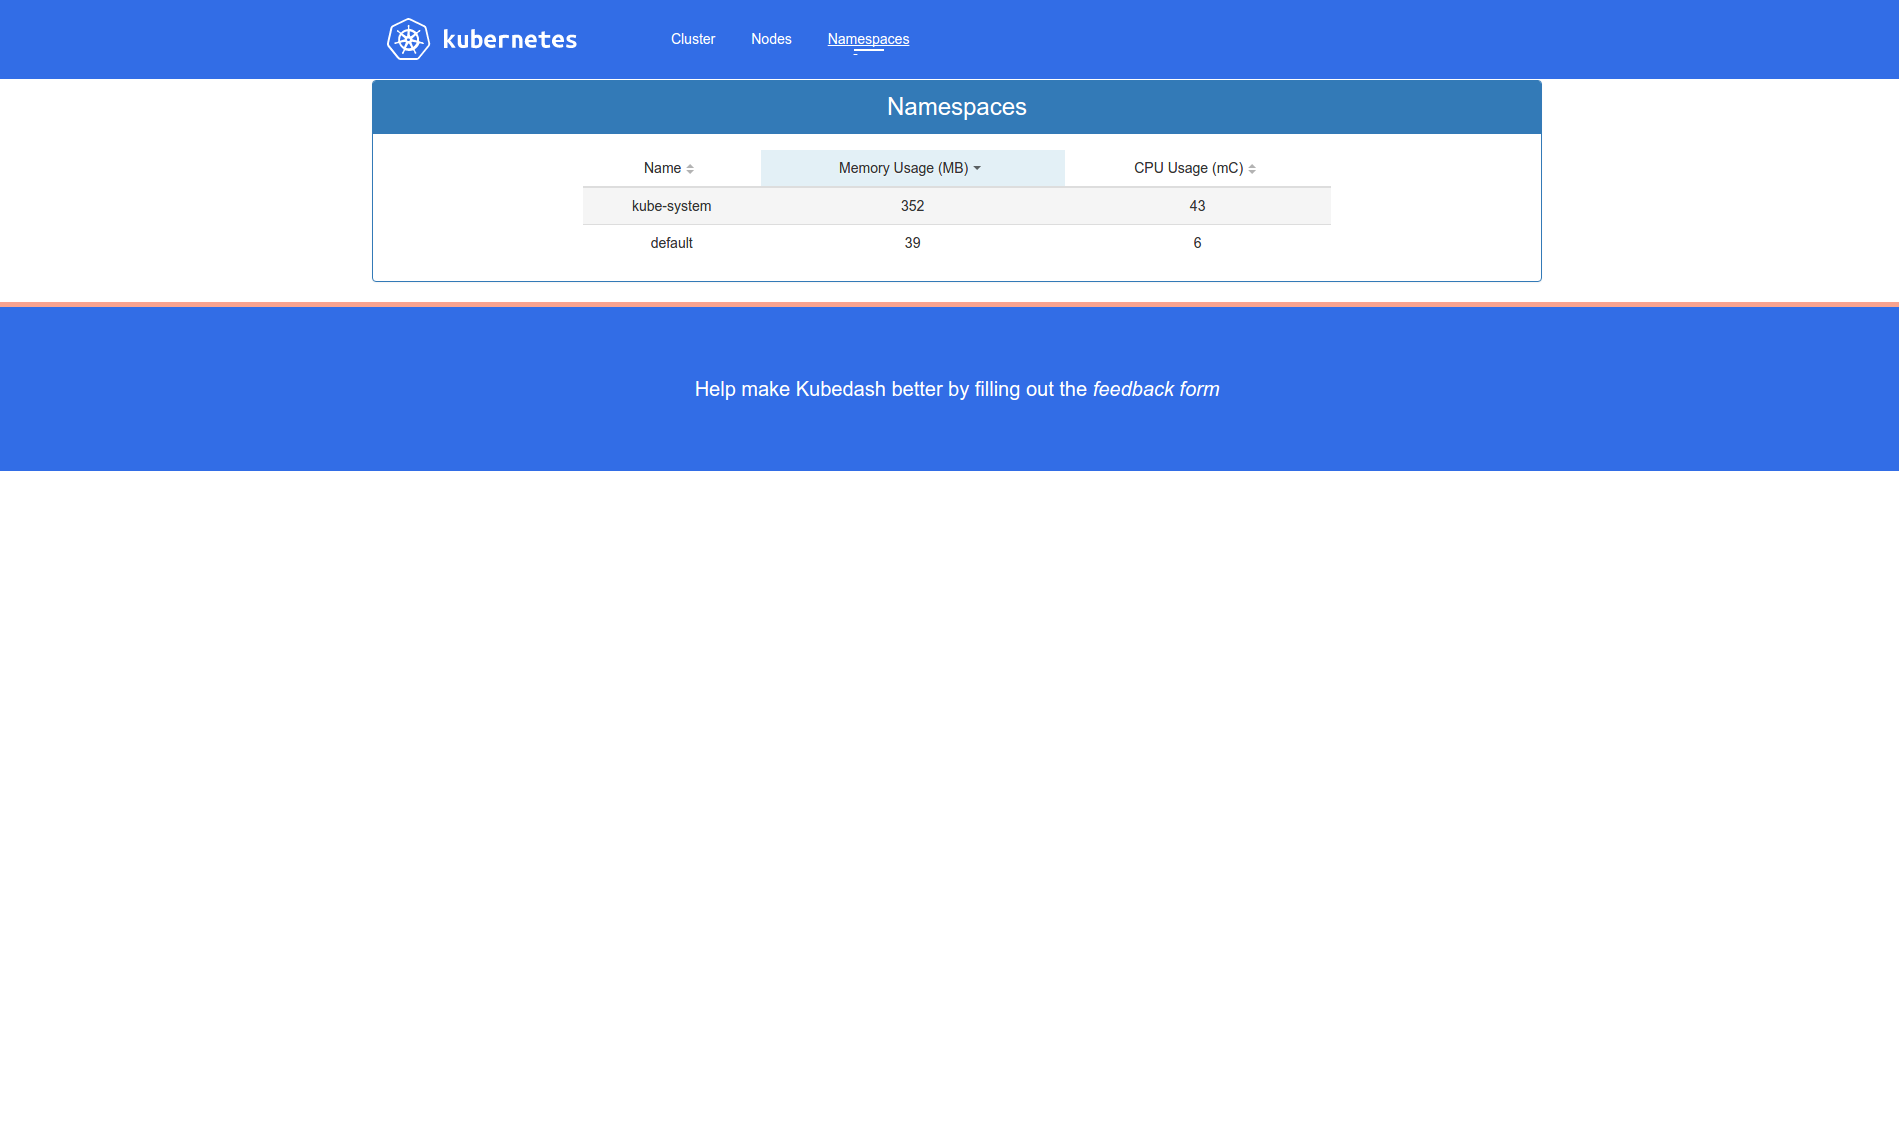 kubernetes Cluster Nodes Namespaces
Namespaces
Name Memory Usage (MB) CPU Usage (mC)
kube-system 352 43
default 39 6
Help make Kubedash better by filling out the feedback form